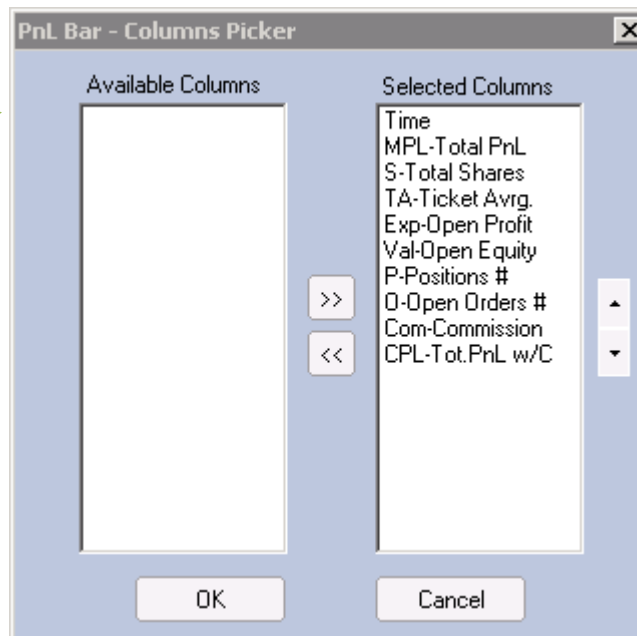 PnL Bar - Columns Picker
Available Columns
Selected Columns
Time
MPL-Total PnL
S-Total Shares
TA-Ticket Avrg.
Exp-Open Profit
Val-Open Equity
P-Positions #
O-Open Orders #
Com-Commission
CPL-Tot.PnL w/C
>>
<<
OK
Cancel